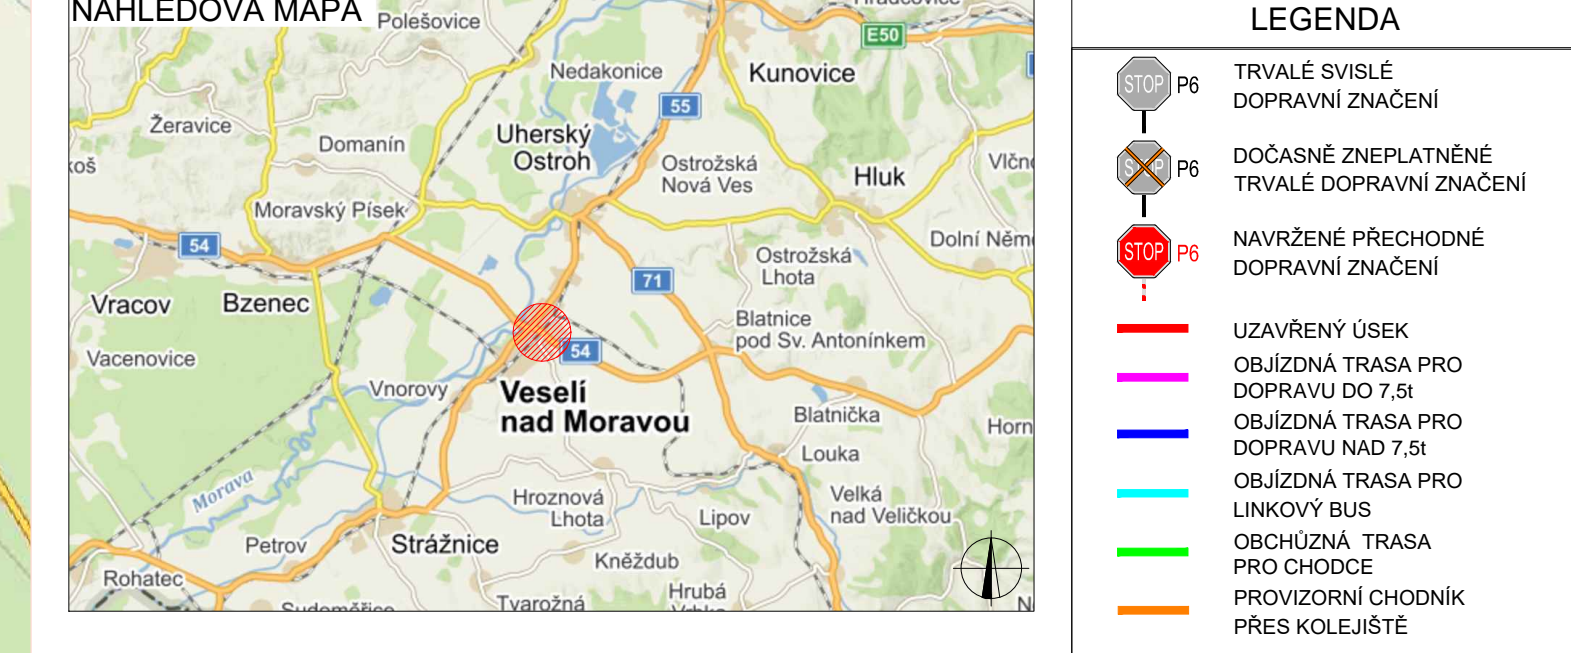 NÁHLEDOVÁ MAPA
Polešovice
E50
Nedakonice
Kunovice
55
Žeravice
Domanín
Uherský
Ostroh
Ostrožská
Nová Ves
Hluk
Moravský Písek
54
Dolní
Ostrožská
Lhota
71
Vracov
Bzenec
Blatnice
pod Sv. Antonínkem
54
Vacenovice
Vnorovy
Veselí
nad Moravou
Blatnička
Louka
Morava
Hroznová
Lhota
Lipov
Velká
nad Veličkou
Petrov
Strážnice
Kněždub
Rohatec
Hrubá
Tvarožná
LEGENDA
STOP P6 TRVALÉ SVISLÉ
DOPRAVNÍ ZNAČENÍ
STOP P6 DOČASNĚ ZNEPLATNĚNÉ
TRVALÉ DOPRAVNÍ ZNAČENÍ
STOP P6 NAVRŽENÉ PŘECHODNÉ
DOPRAVNÍ ZNAČENÍ
UZAVŘENÝ ÚSEK
OBJÍZDNÁ TRASA PRO
DOPRAVU DO 7,5t
OBJÍZDNÁ TRASA PRO
DOPRAVU NAD 7,5t
OBJÍZDNÁ TRASA PRO
LINKOVÝ BUS
OBCHŮZNÁ TRASA
PRO CHODCE
PROVIZORNÍ CHODNÍK
PŘES KOLEJIŠTĚ